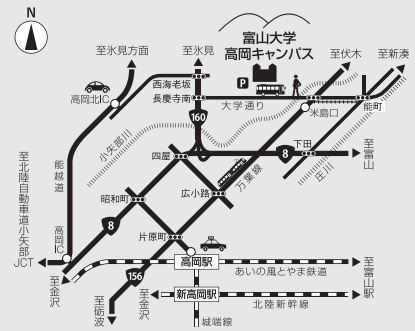 N
富山大学
高岡キャンパス
至氷見方面
至氷見
至伏木
至新湊
西海老坂
長慶寺南
P
大学通り
米島口
能町
高岡北IC
160
小矢部川
四屋
下田
8
至富山
庄川
万葉線
能越道
昭和町
広小路
至北陸自動車道小矢部JCT
高岡IC
8
片原町
高岡駅
あいの風とやま鉄道
至富山駅
至金沢
156
至砺波
至金沢
新高岡駅
北陸新幹線
城端線